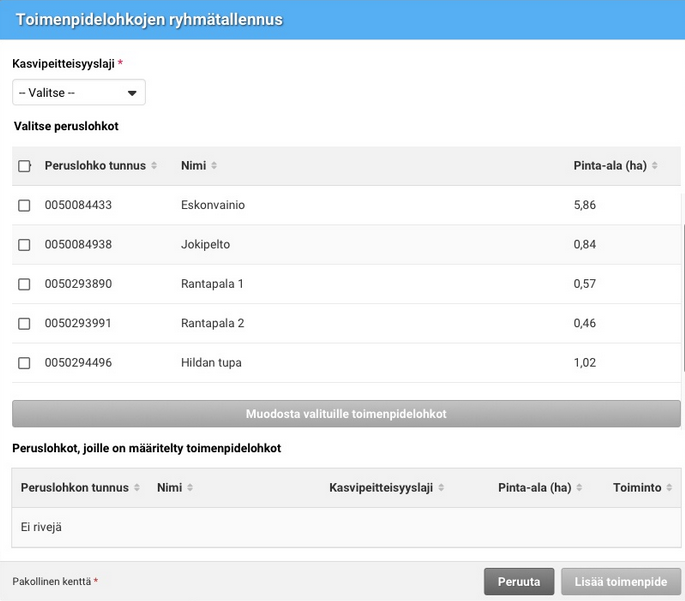 Toimenpidelohkojen ryhmätallennus
Kasvipeitteisyyslaji *
-- Valitse --
Valitse peruslohkot
Peruslohko tunnus Nimi Pinta-ala (ha)
0050084433 Eskonvainio 5,86
0050084938 Jokipelto 0,84
0050293890 Rantapala 1 0,57
0050293991 Rantapala 2 0,46
0050294496 Hildan tupa 1,02
Muodosta valituille toimenpidelohkot
Peruslohkot, joille on määritelty toimenpidelohkot
Peruslohkon tunnus Nimi Kasvipeitteisyyslaji Pinta-ala (ha) Toiminto
Ei rivejä
Pakollinen kenttä * Peruuta Lisää toimenpide